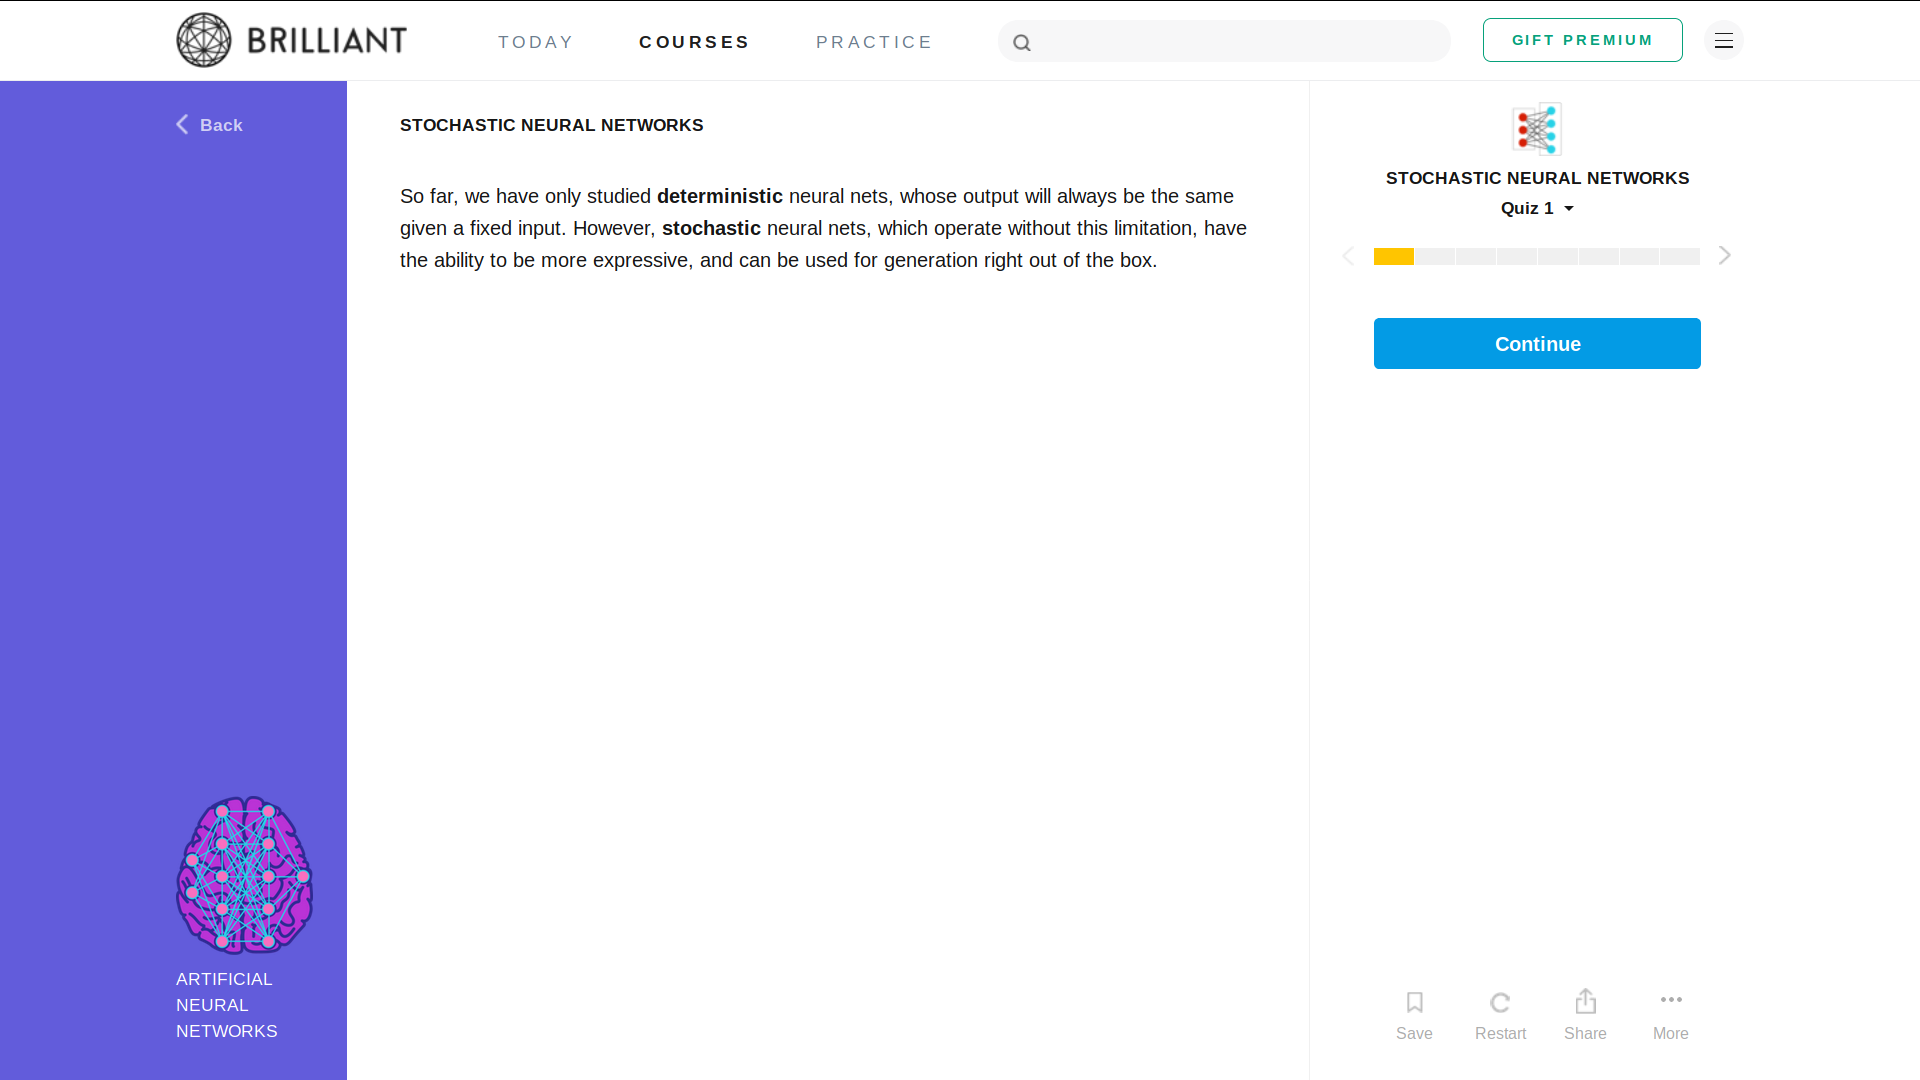 BRILLIANT
TODAY
COURSES
PRACTICE
GIFT PREMIUM
Back
STOCHASTIC NEURAL NETWORKS
So far, we have only studied deterministic neural nets, whose output will always be the same
given a fixed input. However, stochastic neural nets, which operate without this limitation, have
the ability to be more expressive, and can be used for generation right out of the box.
STOCHASTIC NEURAL NETWORKS
Quiz 1
Continue
ARTIFICIAL
NEURAL
NETWORKS
Save
Restart
Share
More